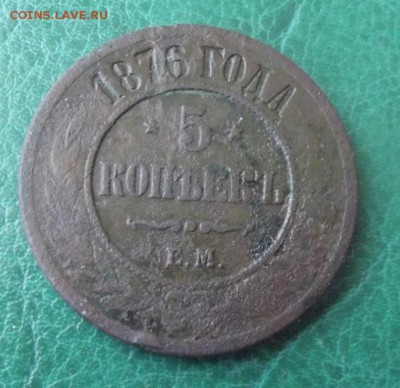 COINS.LAVE.RU
1876 ГОДА
* 5 *
КОПѢЕКЪ
Е.М.